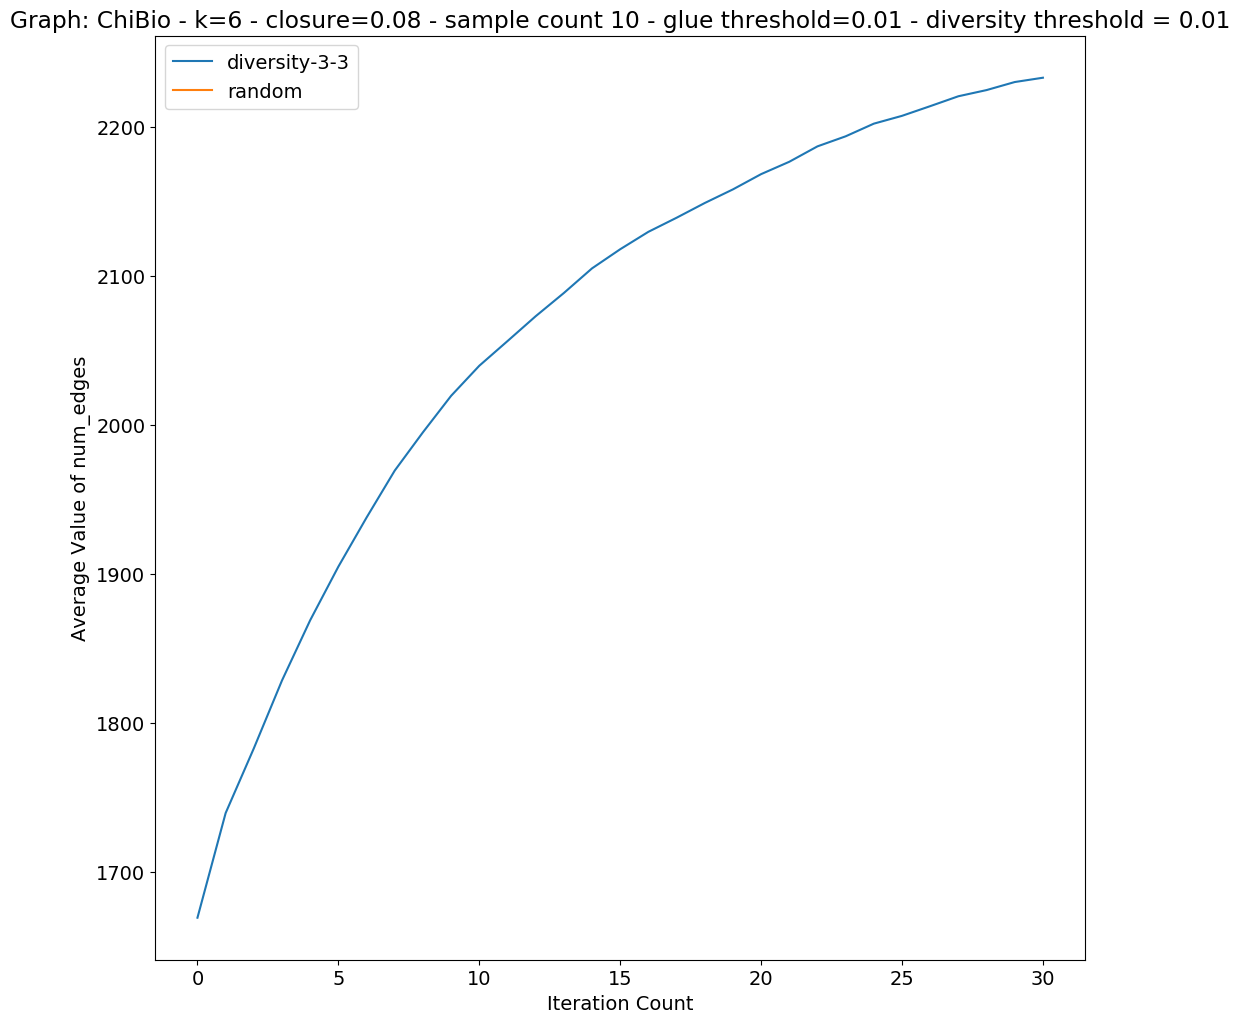 Graph: ChiBio - k=6 - closure=0.08 - sample count 10 - glue threshold=0.01 - diversity threshold = 0.01
diversity-3-3
random
2200
2100
2000
1900
1800
1700
Average Value of num_edges
0 5 10 15 20 25 30
Iteration Count